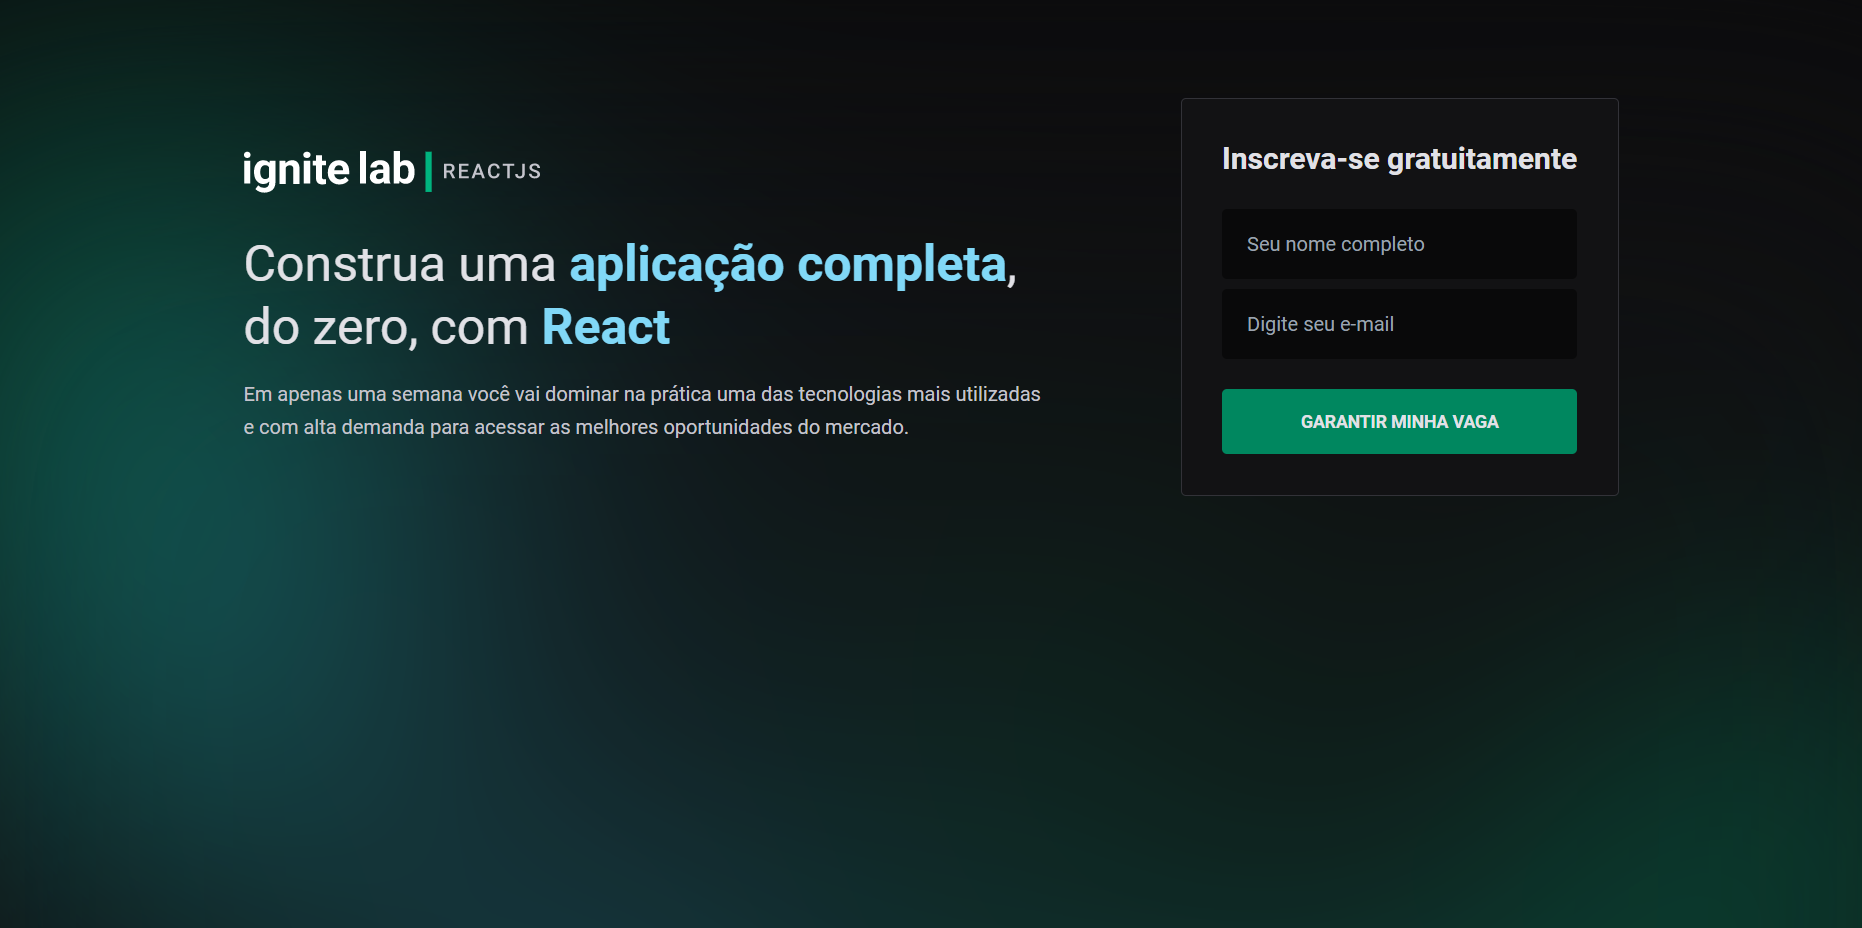 ignite lab | REACTJS
Construa uma aplicação completa,
do zero, com React
Em apenas uma semana você vai dominar na prática uma das tecnologias mais utilizadas
e com alta demanda para acessar as melhores oportunidades do mercado.
Inscreva-se gratuitamente
Seu nome completo
Digite seu e-mail
GARANTIR MINHA VAGA